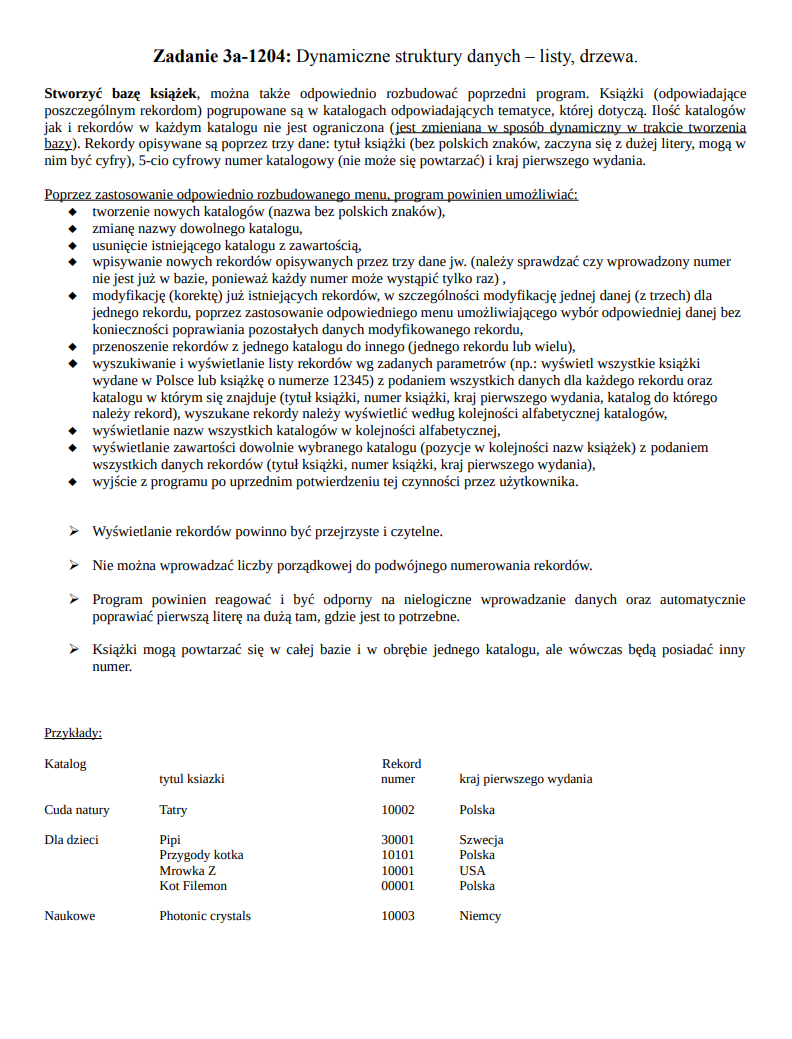 Zadanie 3a-1204: Dynamiczne struktury danych – listy, drzewa.
Stworzyć bazę książek, można także odpowiednio rozbudować poprzedni program. Książki (odpowiadające
poszczególnym rekordom) pogrupowane są w katalogach odpowiadających tematyce, której dotyczą. Ilość katalogów
jak i rekordów w każdym katalogu nie jest ograniczona (jest zmieniana w sposób dynamiczny w trakcie tworzenia
bazy). Rekordy opisywane są poprzez trzy dane: tytuł książki (bez polskich znaków, zaczyna się z dużej litery, mogą w
nim być cyfry), 5-cio cyfrowy numer katalogowy (nie może się powtarzać) i kraj pierwszego wydania.
Poprzez zastosowanie odpowiednio rozbudowanego menu, program powinien umożliwiać:
◆ tworzenie nowych katalogów (nazwa bez polskich znaków),
◆ zmianę nazwy dowolnego katalogu,
◆ usunięcie istniejącego katalogu z zawartością,
◆ wpisywanie nowych rekordów opisywanych przez trzy dane jw. (należy sprawdzać czy wprowadzony numer
nie jest już w bazie, ponieważ każdy numer może wystąpić tylko raz) ,
◆ modyfikację (korektę) już istniejących rekordów, w szczególności modyfikację jednej danej (z trzech) dla
jednego rekordu, poprzez zastosowanie odpowiedniego menu umożliwiającego wybór odpowiedniej danej bez
konieczności poprawiania pozostałych danych modyfikowanego rekordu,
◆ przenoszenie rekordów z jednego katalogu do innego (jednego rekordu lub wielu),
◆ wyszukiwanie i wyświetlanie listy rekordów wg zadanych parametrów (np.: wyświetl wszystkie książki
wydane w Polsce lub książkę o numerze 12345) z podaniem wszystkich danych dla każdego rekordu oraz
katalogu w którym się znajduje (tytuł książki, numer książki, kraj pierwszego wydania, katalog do którego
należy rekord), wyszukane rekordy należy wyświetlić według kolejności alfabetycznej katalogów,
◆ wyświetlanie nazw wszystkich katalogów w kolejności alfabetycznej,
◆ wyświetlanie zawartości dowolnie wybranego katalogu (pozycje w kolejności nazw książek) z podaniem
wszystkich danych rekordów (tytuł książki, numer książki, kraj pierwszego wydania),
◆ wyjście z programu po uprzednim potwierdzeniu tej czynności przez użytkownika.
➢ Wyświetlanie rekordów powinno być przejrzyste i czytelne.
➢ Nie można wprowadzać liczby porządkowej do podwójnego numerowania rekordów.
➢ Program powinien reagować i być odporny na nielogiczne wprowadzanie danych oraz automatycznie
poprawiać pierwszą literę na dużą tam, gdzie jest to potrzebne.
➢ Książki mogą powtarzać się w całej bazie i w obrębie jednego katalogu, ale wówczas będą posiadać inny
numer.
Przykłady:
Katalog Rekord
tytul ksiazki numer kraj pierwszego wydania
Cuda natury Tatry 10002 Polska
Dla dzieci Pipi 30001 Szwecja
Przygody kotka 10101 Polska
Mrowka Z 10001 USA
Kot Filemon 00001 Polska
Naukowe Photonic crystals 10003 Niemcy